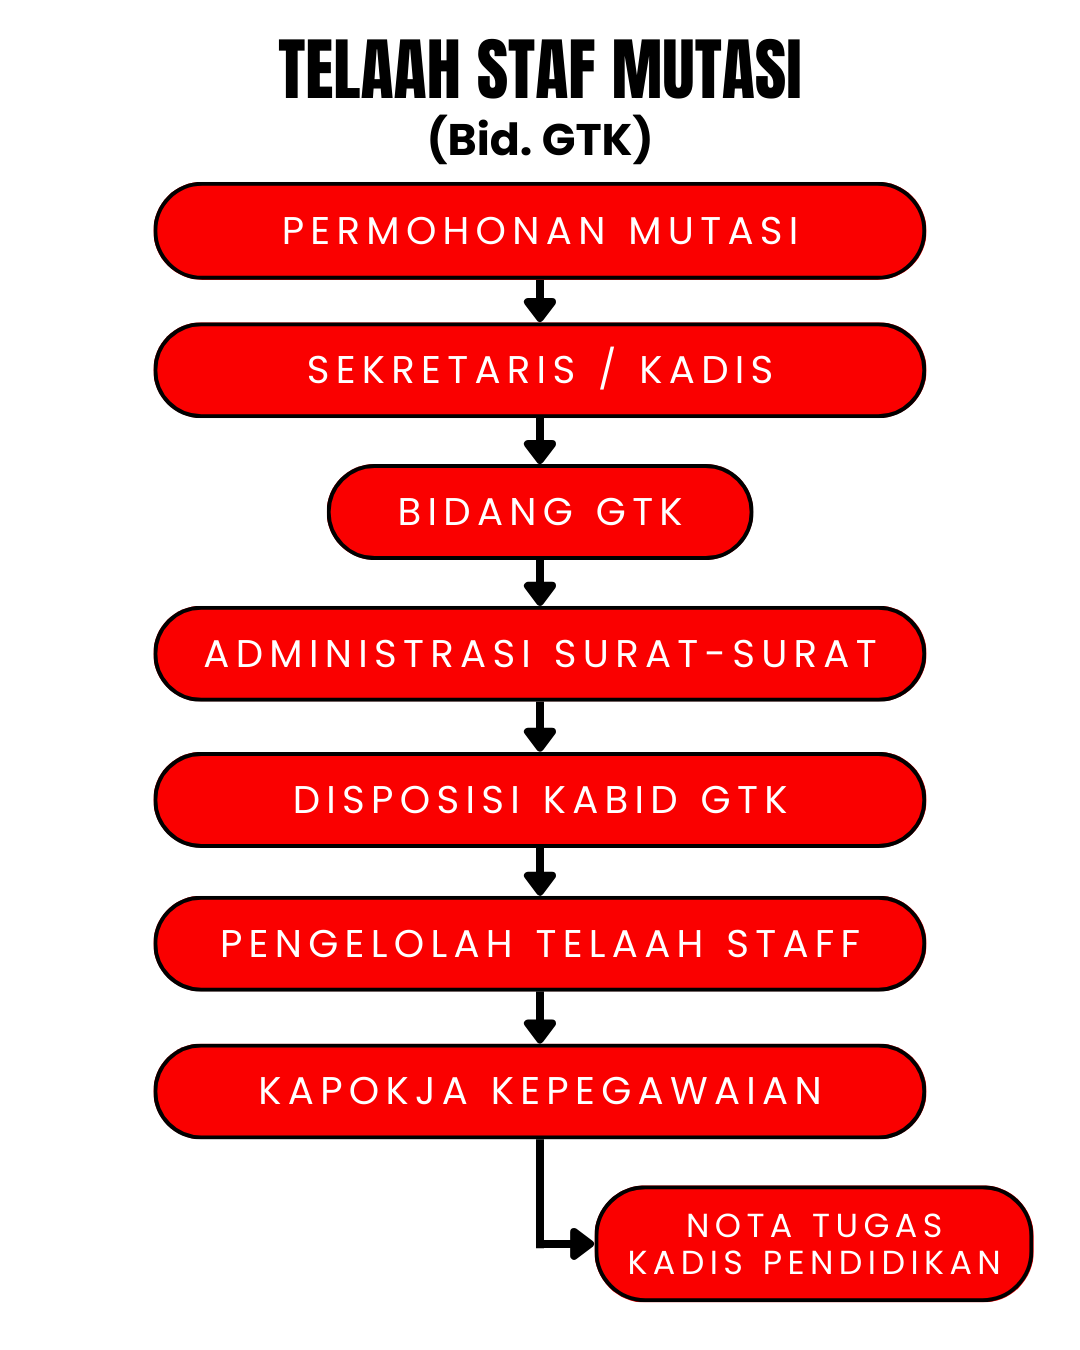 TELAAH STAF MUTASI
(Bid. GTK)
PERMOHONAN MUTASI
SEKRETARIS / KADIS
BIDANG GTK
ADMINISTRASI SURAT-SURAT
DISPOSISI KABID GTK
PENGELOLAH TELAAH STAFF
KAPOKJA KEPEGAWAIAN
NOTA TUGAS
KADIS PENDIDIKAN